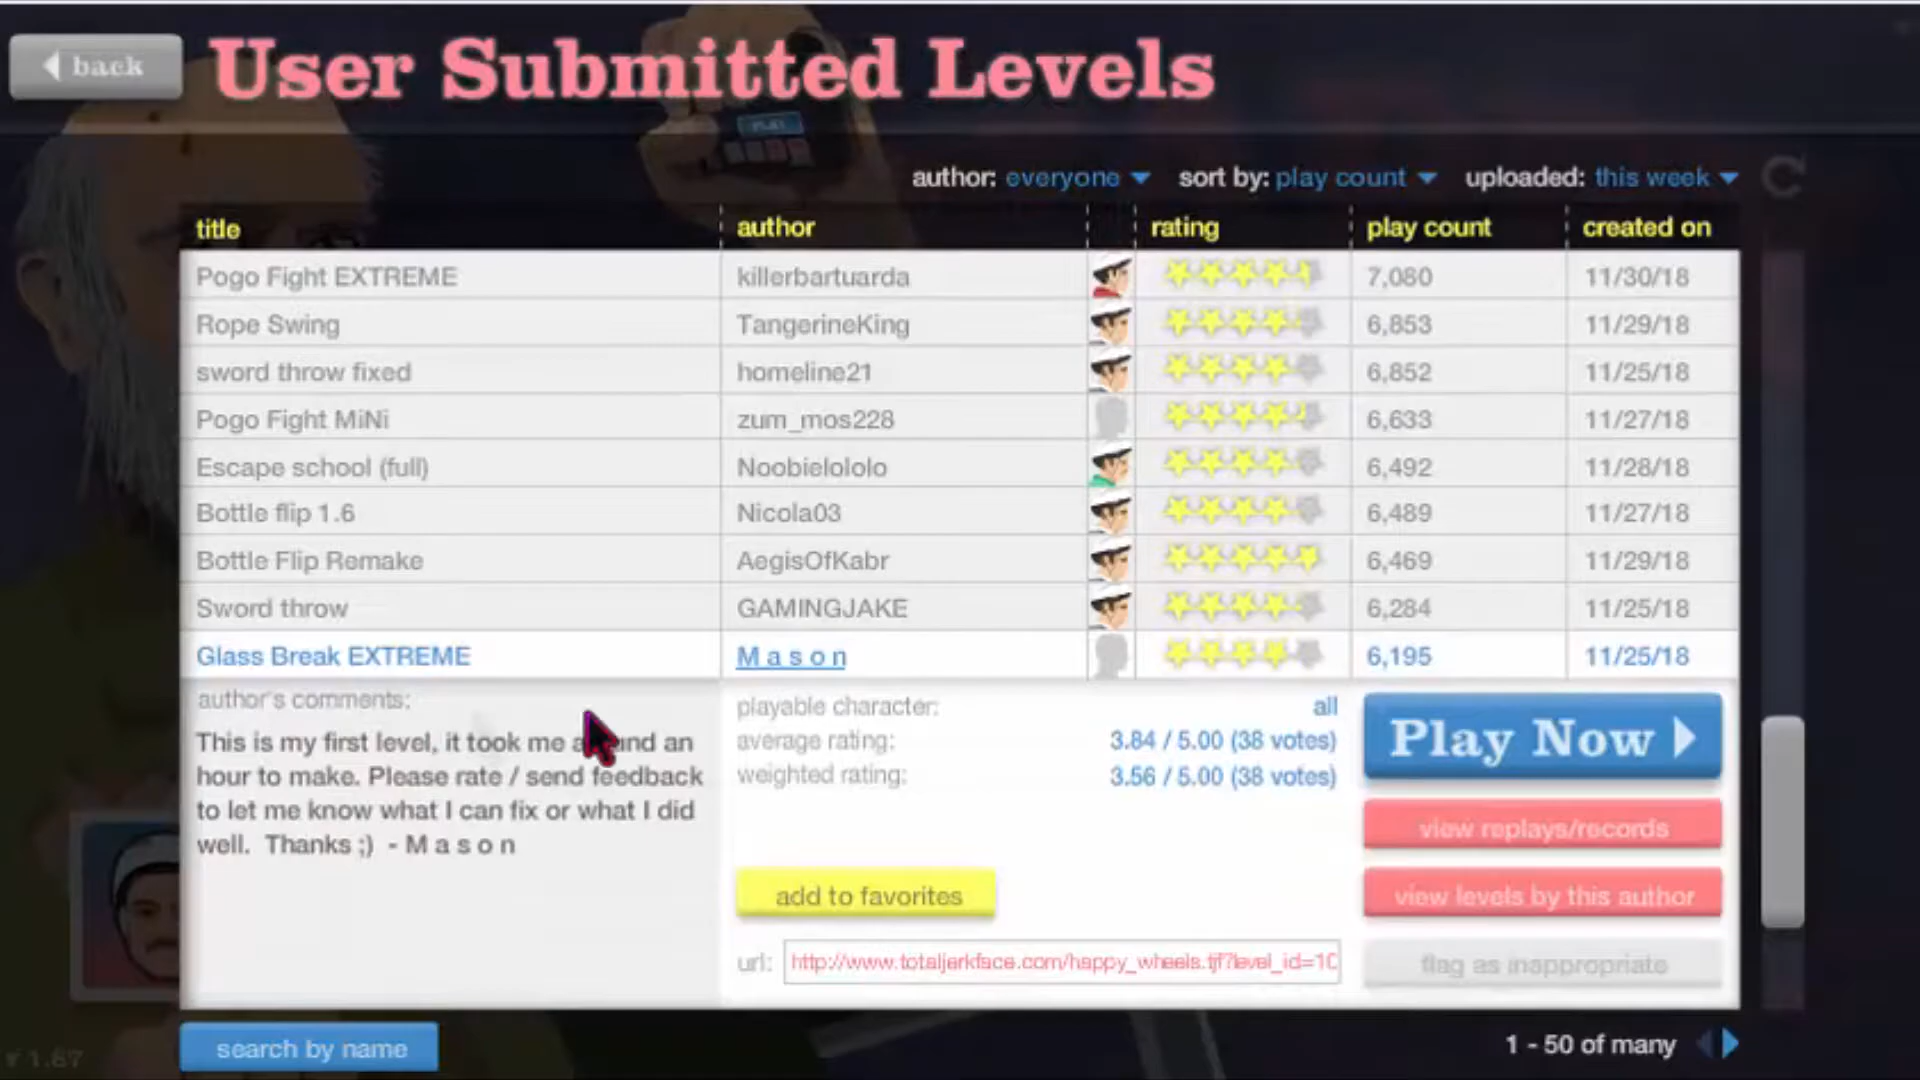 back
User Submitted Levels
PLAY
author: everyone
sort by: play count
uploaded: this week
title
author
rating
play count
created on
Pogo Fight EXTREME killerbartuarda 7,080 11/30/18
Rope Swing TangerineKing 6,853 11/29/18
sword throw fixed homeline21 6,852 11/25/18
Pogo Fight MiNi zum_mos228 6,633 11/27/18
Escape school (full) Noobielololo 6,492 11/28/18
Bottle flip 1.6 Nicola03 6,489 11/27/18
Bottle Flip Remake AegisOfKabr 6,469 11/29/18
Sword throw GAMINGJAKE 6,284 11/25/18
Glass Break EXTREME M a s o n 6,195 11/25/18
author's comments:
This is my first level, it took me around an
hour to make. Please rate / send feedback
to let me know what I can fix or what I did
well.  Thanks ;)  - M a s o n
playable character: all
average rating: 3.84 / 5.00 (38 votes)
weighted rating: 3.56 / 5.00 (38 votes)
add to favorites
url: http://www.totaljerkface.com/happy_wheels.tjf?level_id=10
Play Now
view replays/records
view levels by this author
flag as inappropriate
search by name
1 - 50 of many
v 1.87